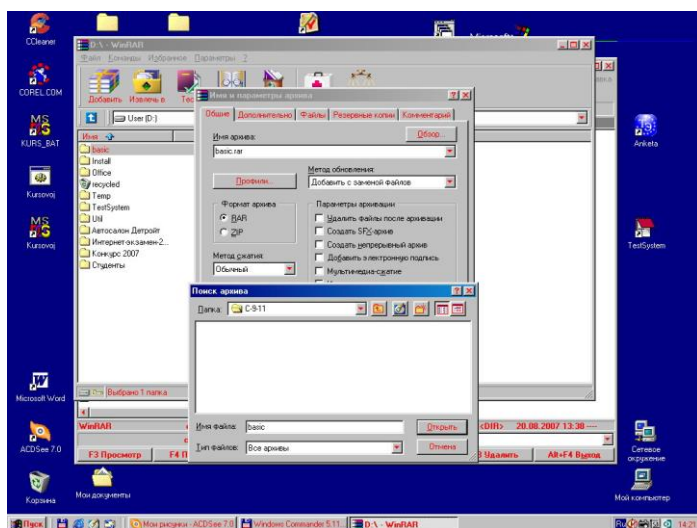 CCleaner
COREL.COM
KURS_BAT
Kursovoj
Kursovoj
Microsoft Word
ACDSee 7.0
Корзина
Мои документы
Anketa
TestSystem
Сетевое окружение
Мой компьютер
D:\ - WinRAR
Файл Команды Избранное Параметры ?
Добавить Извлечь в
User (D:)
Имя
basic
Install
Office
recycled
Temp
TestSystem
Util
Автосалон Детройт
Интернет-экзамен-2...
Конкурс 2007
Студенты
Выбрано 1 папка
Имя и параметры архива
Общие Дополнительно Файлы Резервные копии Комментарий
Имя архива:
Обзор...
basic.rar
Метод обновления:
Профили...
Добавить с заменой файлов
Формат архива
RAR
ZIP
Метод сжатия:
Обычный
Параметры архивации
Удалить файлы после архивации
Создать SFX-архив
Создать непрерывный архив
Добавить электронную подпись
Мультимедиа-сжатие
Поиск архива
Папка: C-9-11
Имя файла: basic
Открыть
Тип файлов: Все архивы
Отмена
WinRAR
<DIR> 20.08.2007 13:38 ----
F3 Просмотр
Удалить
Alt+F4 Выход
Пуск
Мои рисунки - ACDSee 7.0
Windows Commander 5.11
D:\ - WinRAR
Ru